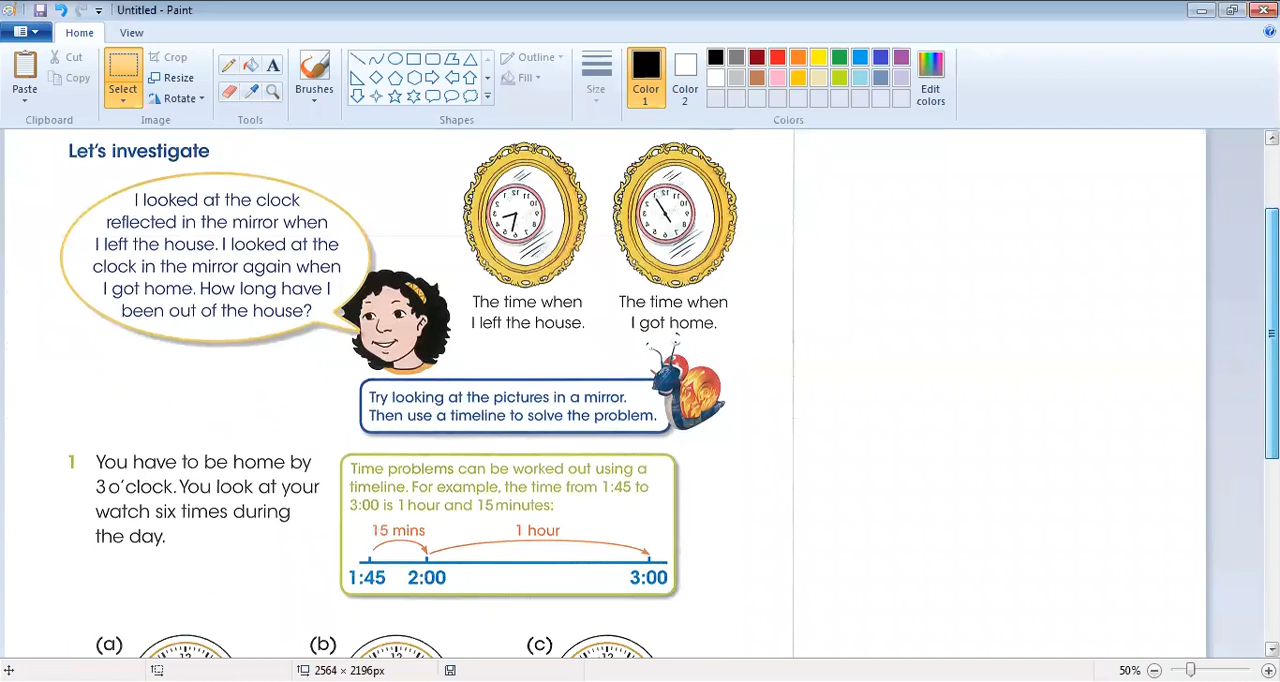 Untitled - Paint
Home
View
Paste
Cut
Copy
Clipboard
Select
Crop
Resize
Rotate
Image
A
Tools
Brushes
Shapes
Outline
Fill
Size
Color
1
Color
2
Edit
colors
Colors
Let's investigate
I looked at the clock
reflected in the mirror when
I left the house. I looked at the
clock in the mirror again when
I got home. How long have I
been out of the house?
The time when
I left the house.
The time when
I got home.
Try looking at the pictures in a mirror.
Then use a timeline to solve the problem.
1 You have to be home by
3 o'clock. You look at your
watch six times during
the day.
Time problems can be worked out using a
timeline. For example, the time from 1:45 to
3:00 is 1 hour and 15 minutes:
15 mins 1 hour
1:45 2:00 3:00
(a) (b) (c)
12 12 12
2564 × 2196px
50%